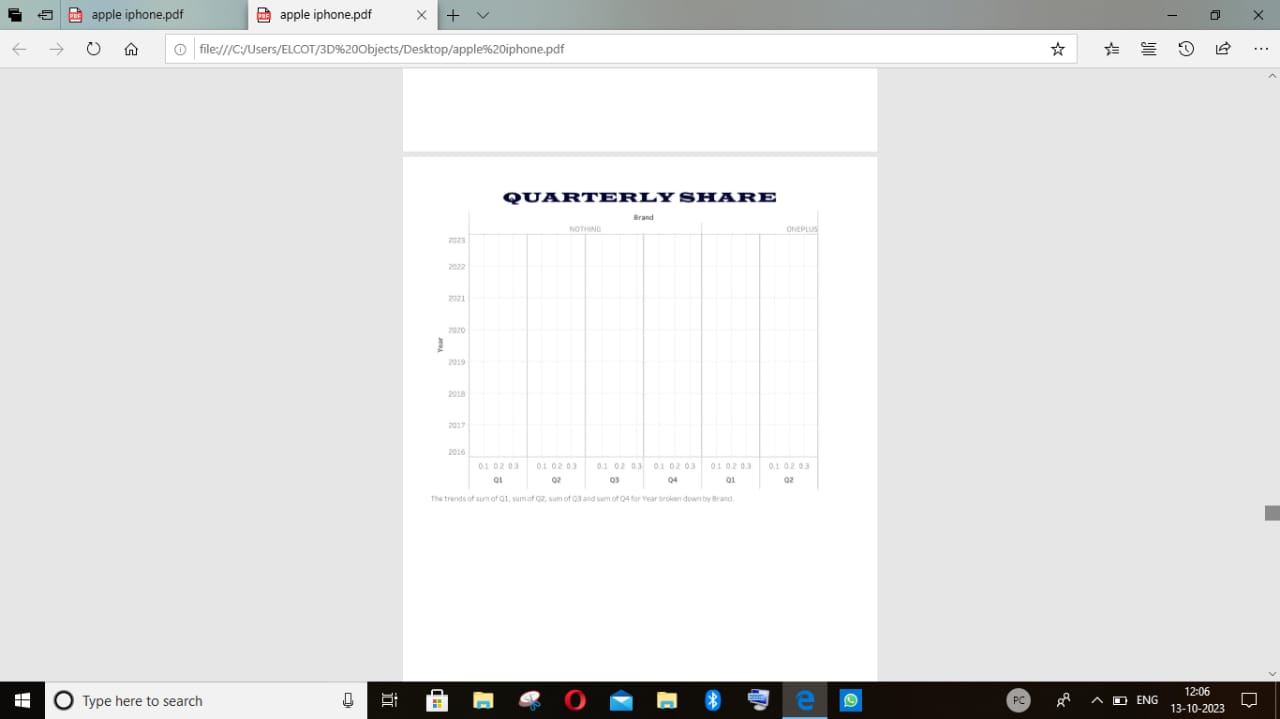 apple iphone.pdf
apple iphone.pdf
file:///C:/Users/ELCOT/3D%20Objects/Desktop/apple%20iphone.pdf
QUARTERLY SHARE
Brand
NOTHING ONEPLUS
2023
2022
2021
2020
Year
2019
2018
2017
2016
0.1 0.2 0.3 0.1 0.2 0.3 0.1 0.2 0.3 0.1 0.2 0.3 0.1 0.2 0.3 0.1 0.2 0.3
Q1 Q2 Q3 Q4 Q1 Q2
The trends of sum of Q1, sum of Q2, sum of Q3 and sum of Q4 for Year broken down by Brand.
Type here to search
PC
ENG
12:06
13-10-2023